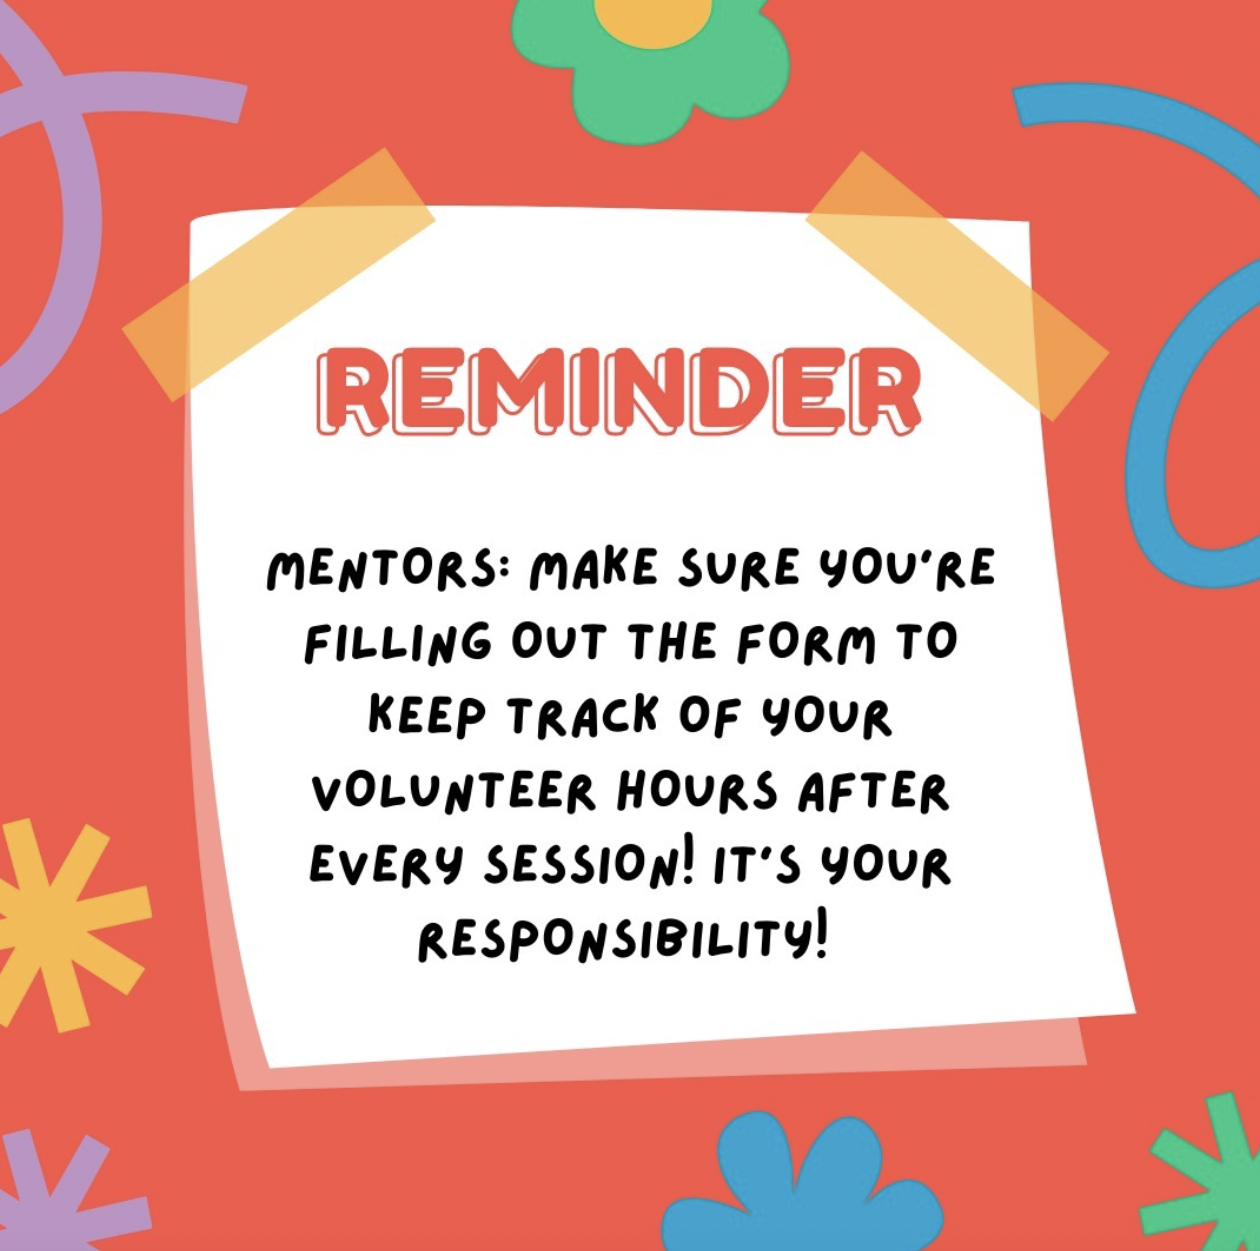 REMINDER
MENTORS: MAKE SURE YOU'RE
FILLING OUT THE FORM TO
KEEP TRACK OF YOUR
VOLUNTEER HOURS AFTER
EVERY SESSION! IT'S YOUR
RESPONSIBILITY!